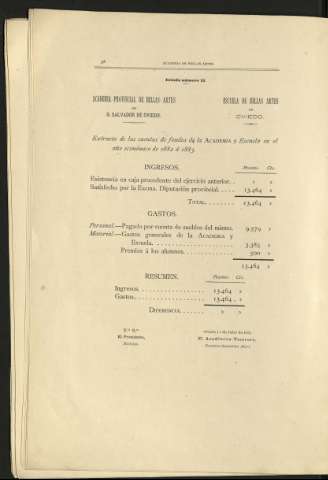 ACADEMIA DE BELLAS ARTES
Estado número II
ACADEMIA PROVINCIAL DE BELLAS ARTES
DE
S. SALVADOR DE OVIEDO.
ESCUELA DE BELLAS ARTES
DE
OVIEDO.
Extracto de las cuentas de fondos de la ACADEMIA y Escuela en el
año económico de 1882 á 1883.
INGRESOS.
Pesetas Cts.
Existencia en caja procedente del ejercicio anterior. . » »
Satisfecho por la Excma. Diputación provincial. . . . 13.464 »
TOTAL. . . . . . 13.464 »
GASTOS.
Personal.—Pagado por cuenta de sueldos del mismo. 9.579 »
Material.—Gastos generales de la ACADEMIA y
Escuela. . . . . . . . . . . . . . . . 3.385 »
Premios á los alumnos. . . . . . . . . . 500 »
13.464 »
RESUMEN.
Pesetas Cts.
Ingresos. . . . . . . . . . . . . . 13.464 »
Gastos. . . . . . . . . . . . . . . 13.464 »
DIFERENCIA. . . . . . » »
V.º B.º
El Presidente,
El Académico Tesorero,